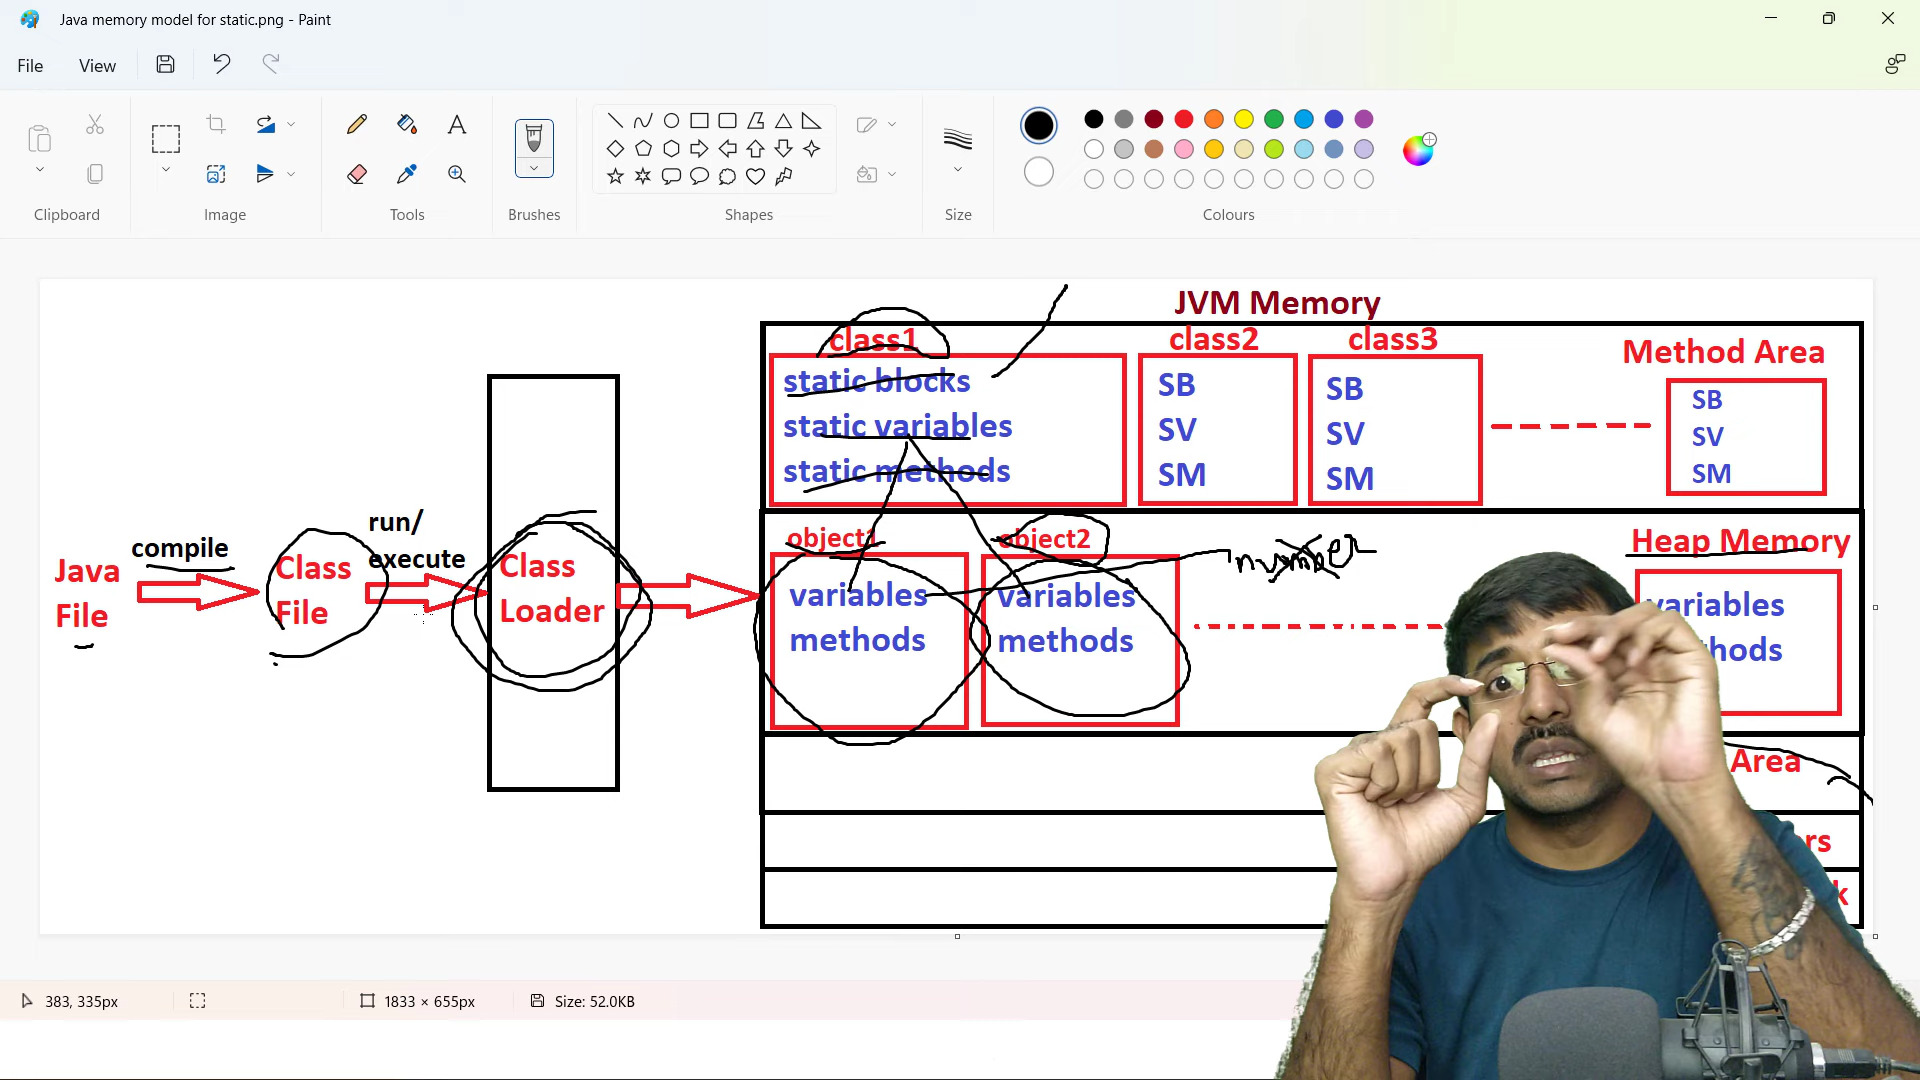 Java memory model for static.png - Paint
File
View
Clipboard
Image
Tools
Brushes
Shapes
Size
Colours
JVM Memory
class1
class2
class3
Method Area
static blocks
static variables
static methods
SB
SV
SM
SB
SV
SM
SB
SV
SM
Java
File
compile
Class
File
run/
execute
Class
Loader
object1
object2
Heap Memory
variables
methods
variables
methods
variables
hods
Area
rs
k
383, 335px
1833 × 655px
Size: 52.0KB